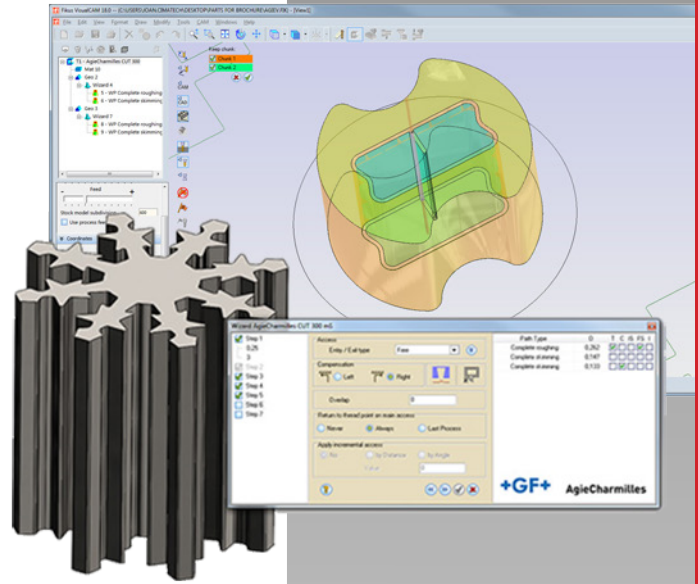 Fikus VisualCAM 18.0 -- (C:\USERS\JOAN.CIMATECH\DESKTOP\PARTS FOR BROCHURE\AGIEV.FIK) -- [View1]
File Edit View Format Draw Modify Tools CAM Windows Help
Keep chunk
Chunk 1
Chunk 2
T1 - AgieCharmilles CUT 300
Mat 10
Geo 2
Wizard 4
5 - WP Complete roughing
6 - WP Complete skimming
Geo 3
Wizard 7
8 - WP Complete roughing
9 - WP Complete skimming
CAM
CAD
- Feed +
Stock model subdivision 300
Use process feed
Coordinates
Wizard AgieCharmilles CUT 300 mS
Step 1
0,25
3
Step 2
Step 3
Step 4
Step 5
Step 6
Step 7
Access
Entry / Exit type
Compensation
Left
Right
Overlap 0
Return to thread point on main access
Never
Always
Last Process
Apply incremental access
No
by Distance
by Angle
Value 0
Path Type D T C IS FS I
Complete roughing 0,262
Complete skimming 0,147
Complete skimming 0,133
+GF+ AgieCharmilles